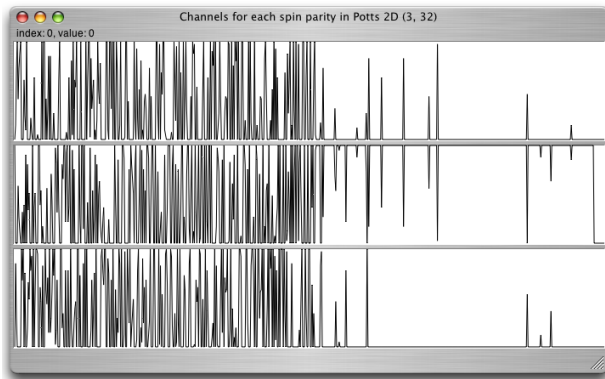 Channels for each spin parity in Potts 2D (3, 32)
index: 0, value: 0